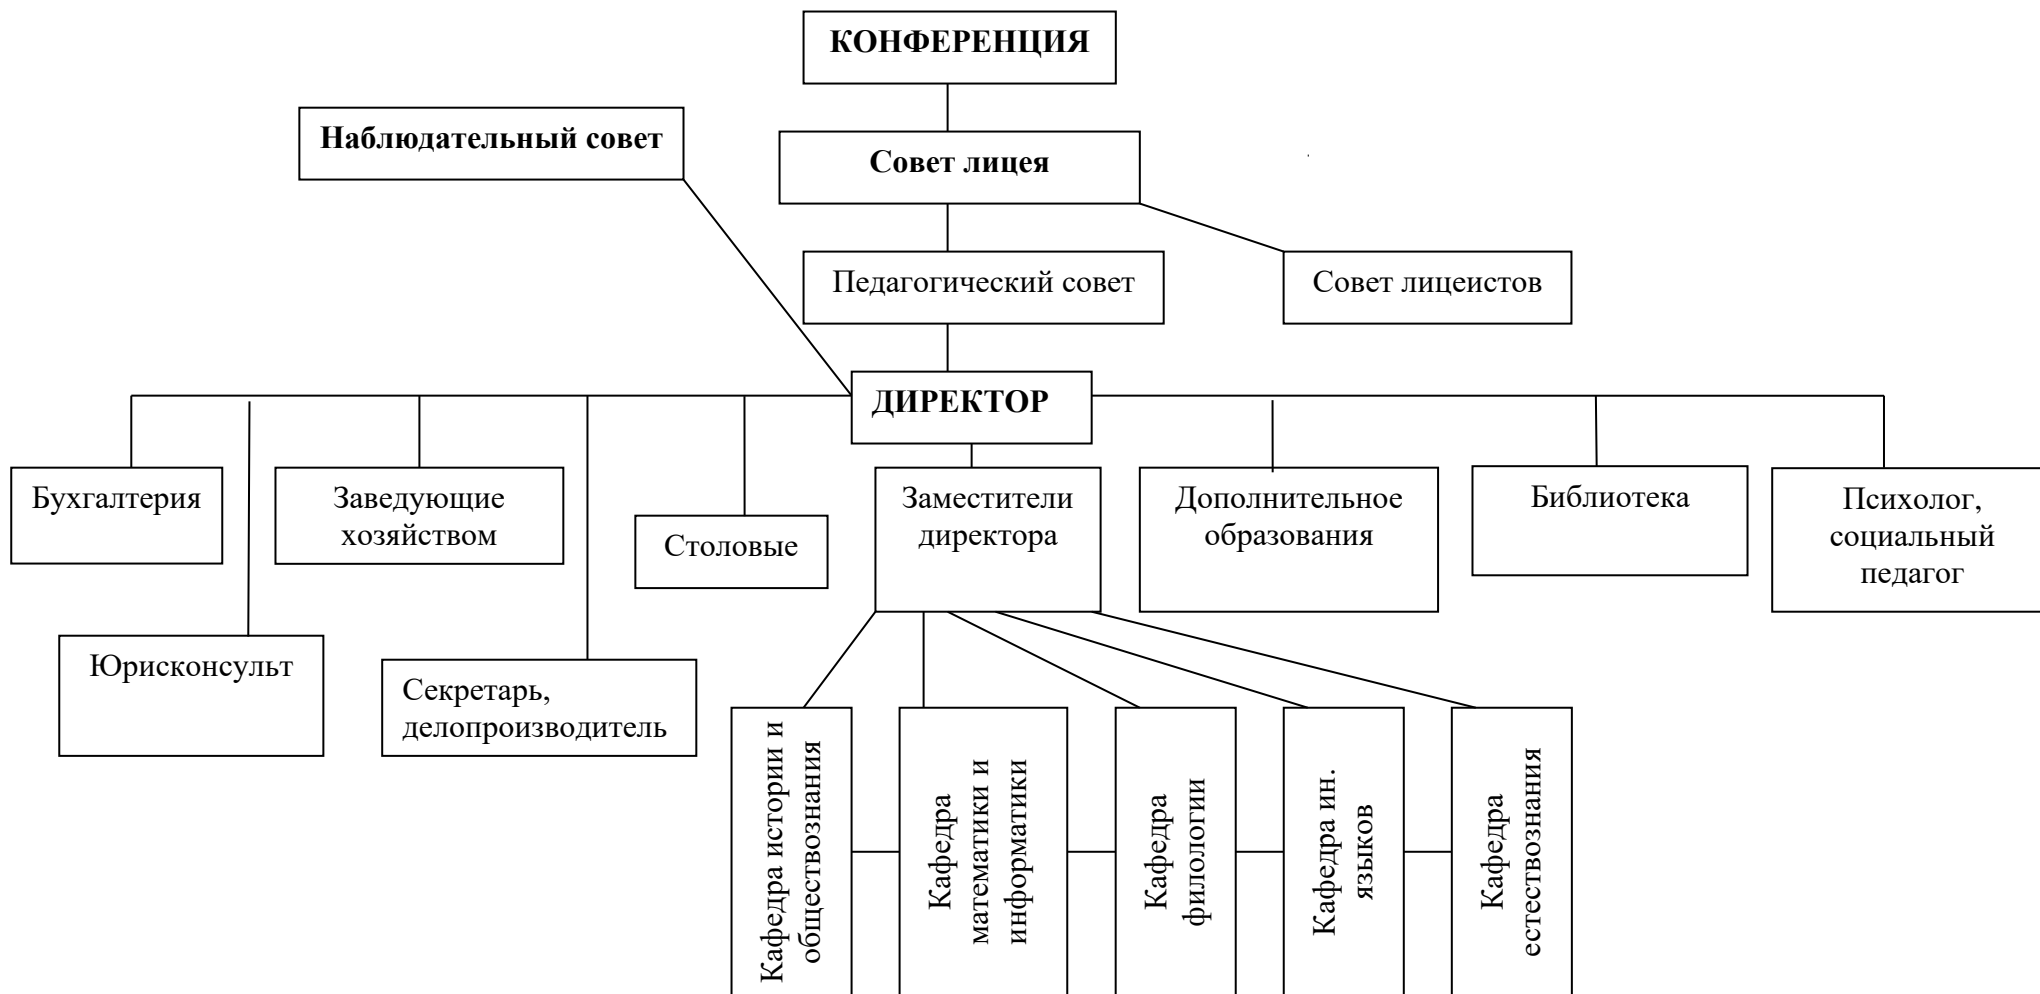 КОНФЕРЕНЦИЯ
Наблюдательный совет
Совет лицея
Педагогический совет
Совет лицеистов
ДИРЕКТОР
Бухгалтерия
Заведующие
хозяйством
Столовые
Заместители
директора
Дополнительное
образования
Библиотека
Психолог,
социальный
педагог
Юрисконсульт
Секретарь,
делопроизводитель
Кафедра истории и
обществознания
Кафедра
математики и
информатики
Кафедра
филологии
Кафедра ин.
языков
Кафедра
естествознания